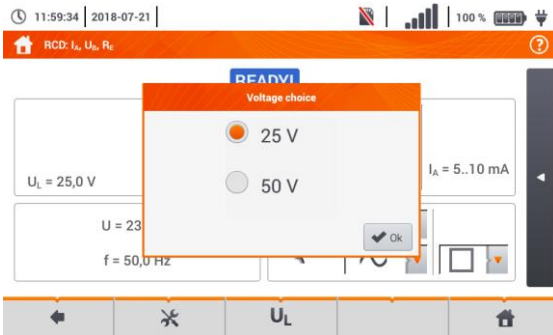 11:59:34 2018-07-21 100 %
RCD: IA, UB, RE
READY!
Voltage choice
25 V
50 V
UL = 25,0 V
IA = 5..10 mA
U = 23
f = 50,0 Hz
Ok
UL